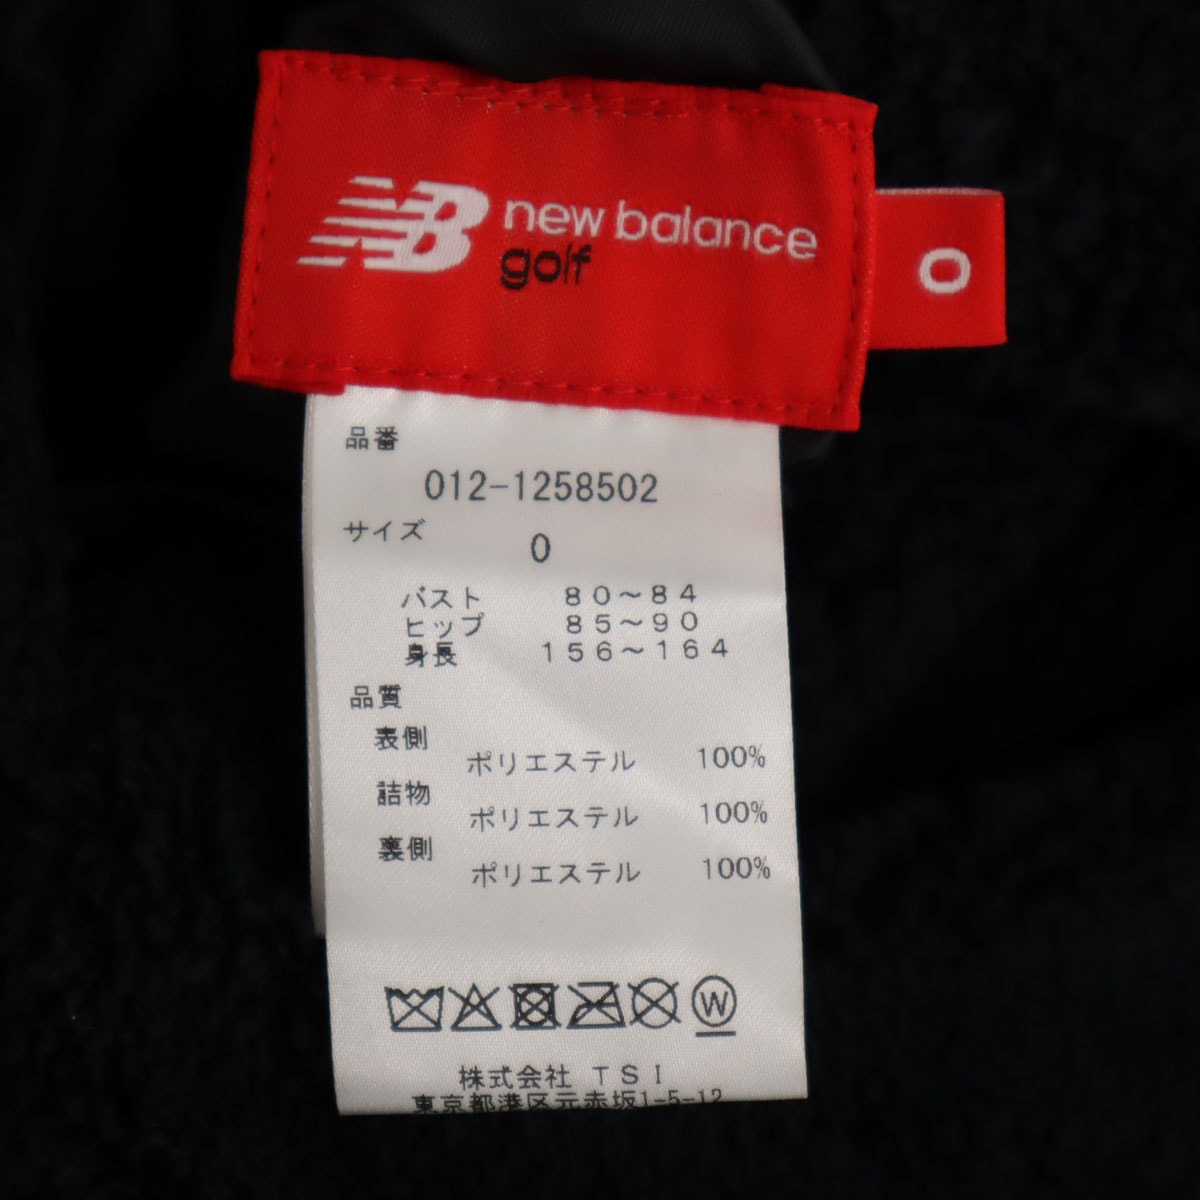 NB new balance
golf
0
品番
012-1258502
サイズ
0
バスト 80～84
ヒップ 85～90
身長 156～164
品質
表側
ポリエステル 100%
詰物
ポリエステル 100%
裏側
ポリエステル 100%
W
株式会社 TSI
東京都港区元赤坂1-5-12